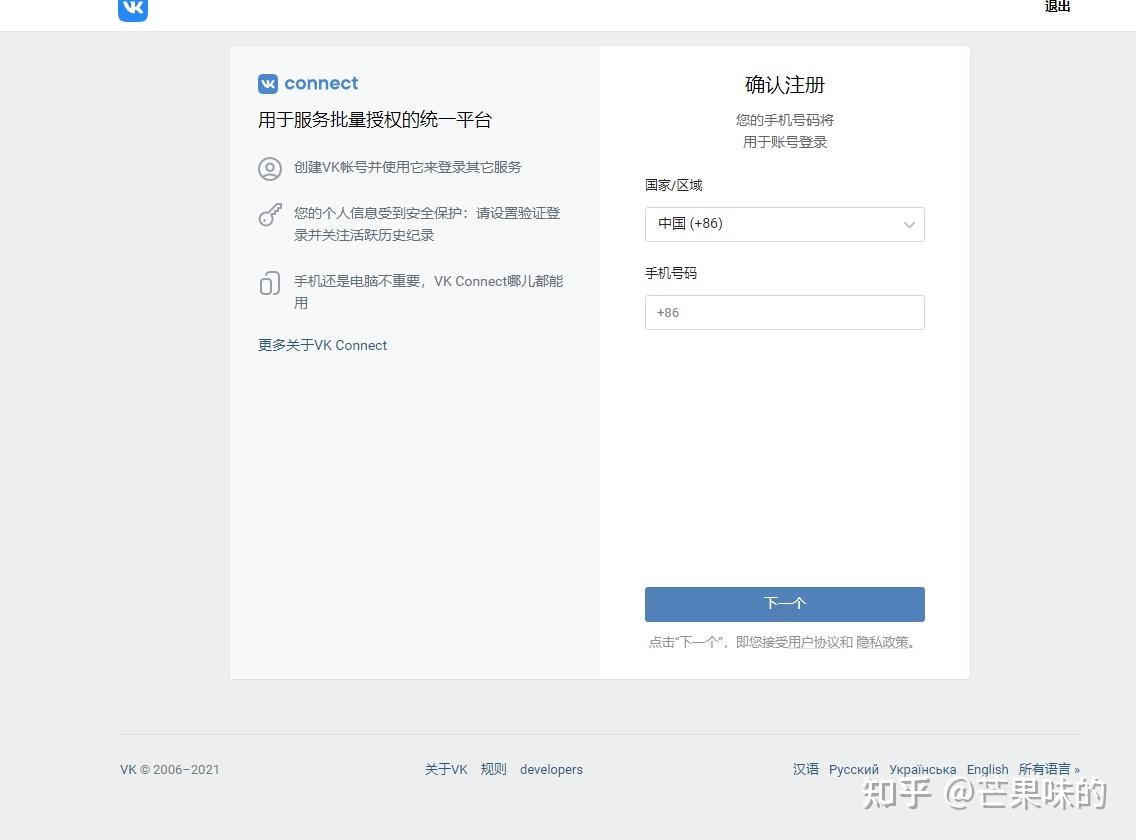 VK
退出
VK connect
用于服务批量授权的统一平台
创建VK帐号并使用它来登录其它服务
您的个人信息受到安全保护：请设置验证登
录并关注活跃历史纪录
手机还是电脑不重要，VK Connect哪儿都能
用
更多关于VK Connect
确认注册
您的手机号码将
用于账号登录
国家/区域
中国 (+86)
手机号码
+86
下一个
点击“下一个”，即您接受用户协议和 隐私政策。
VK © 2006–2021
关于VK 规则 developers
汉语 Русский Українська English 所有语言 »
知乎 @芒果味的